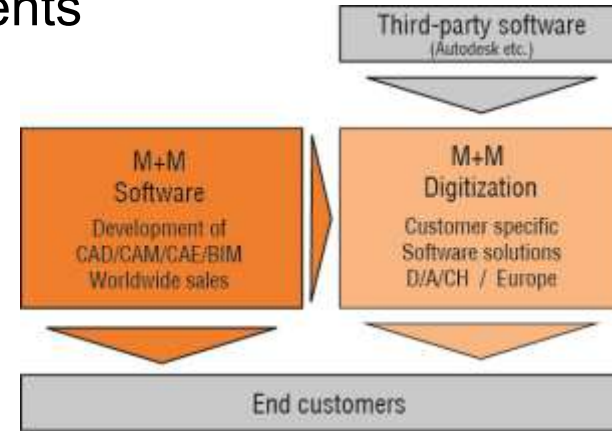 ents
Third-party software
(Autodesk etc.)
M+M
Software
Development of
CAD/CAM/CAE/BIM
Worldwide sales
M+M
Digitization
Customer specific
Software solutions
D/A/CH / Europe
End customers